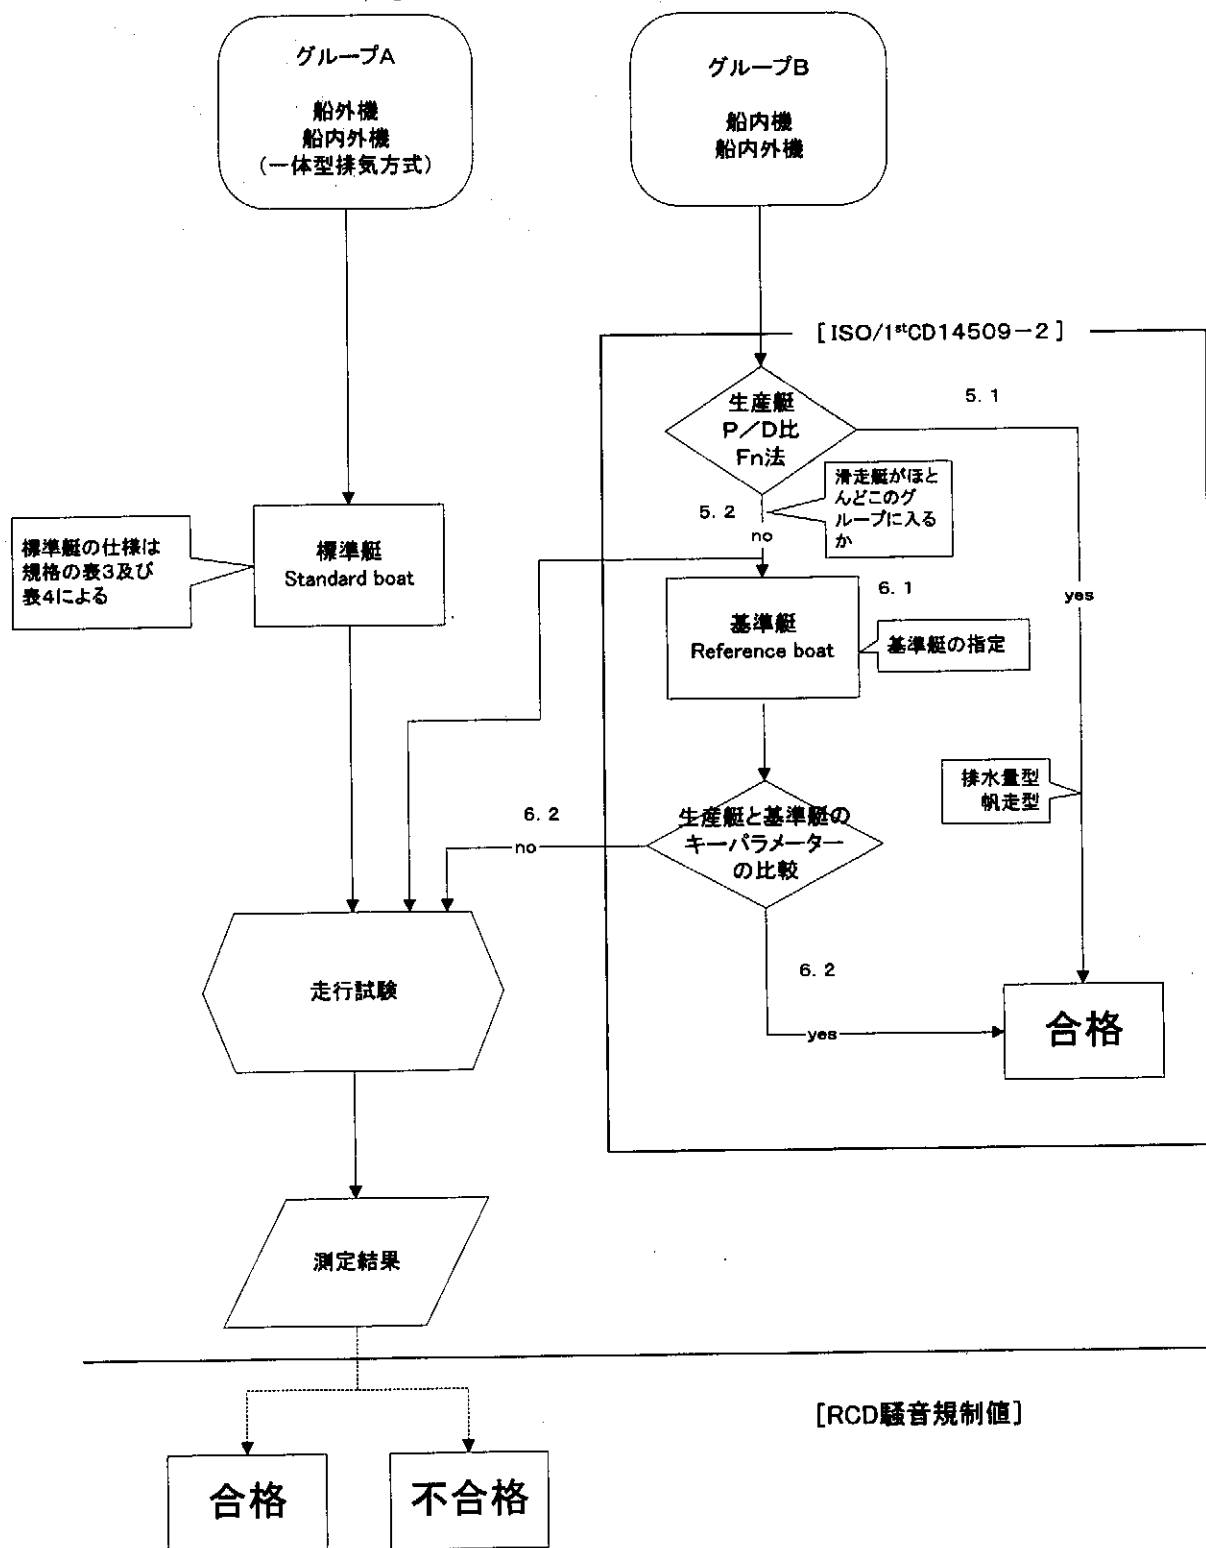 グループA
船外機
船内外機
（一体型排気方式）
グループB
船内機
船内外機
[ISO/1stCD14509－2]
生産艇
P／D比
Fn法
5. 1
滑走艇がほと
んどこのグ
ループに入る
か
5. 2
no
標準艇の仕様は
規格の表3及び
表4による
標準艇
Standard boat
6. 1
yes
基準艇
Reference boat
基準艇の指定
排水量型
帆走型
6. 2
no
生産艇と基準艇の
キーパラメーター
の比較
走行試験
6. 2
yes
合格
測定結果
[RCD騒音規制値]
合格
不合格